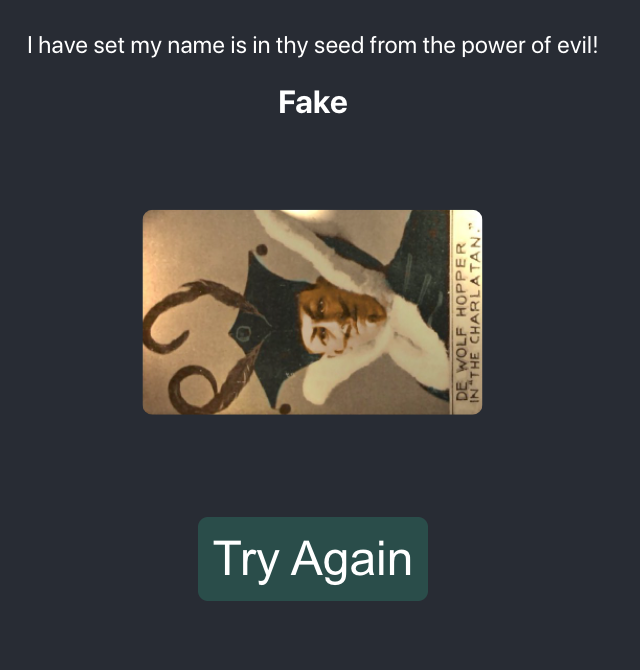 I have set my name is in thy seed from the power of evil!
Fake
DE WOLF HOPPER
IN "THE CHARLATAN."
Try Again